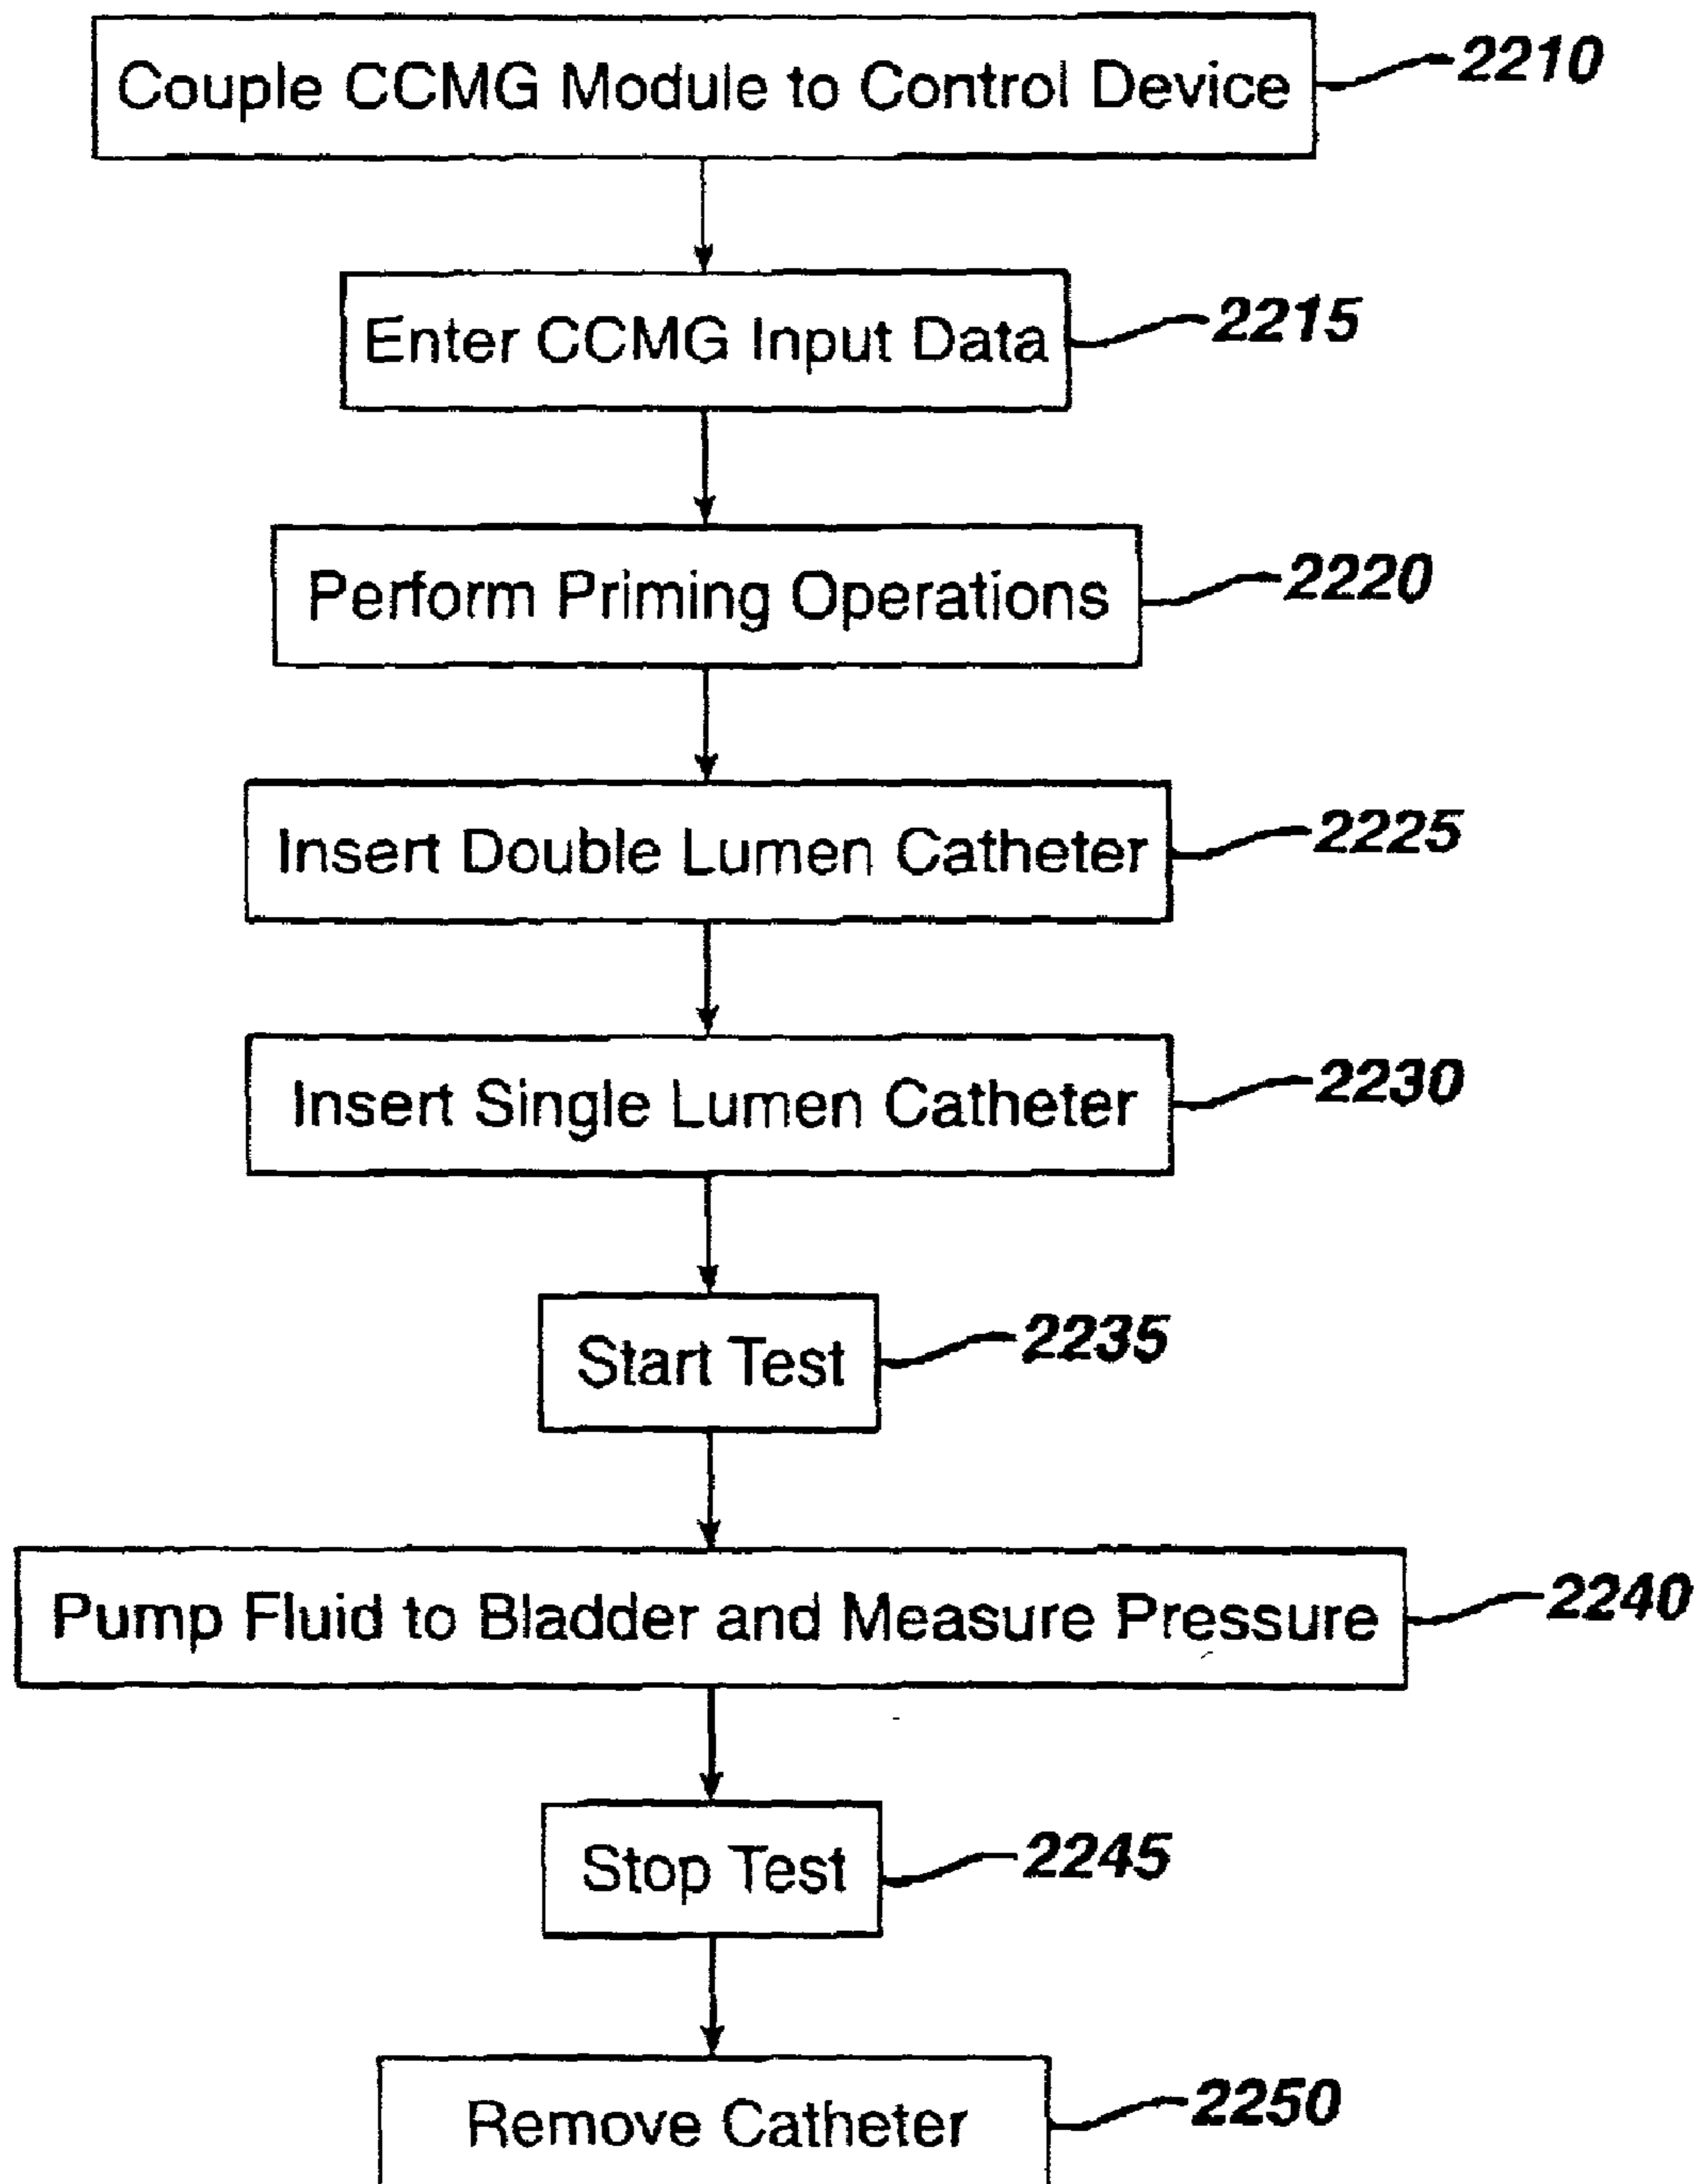 Couple CCMG Module to Control Device 2210
Enter CCMG Input Data 2215
Perform Priming Operations 2220
Insert Double Lumen Catheter 2225
Insert Single Lumen Catheter 2230
Start Test 2235
Pump Fluid to Bladder and Measure Pressure 2240
Stop Test 2245
Remove Catheter 2250